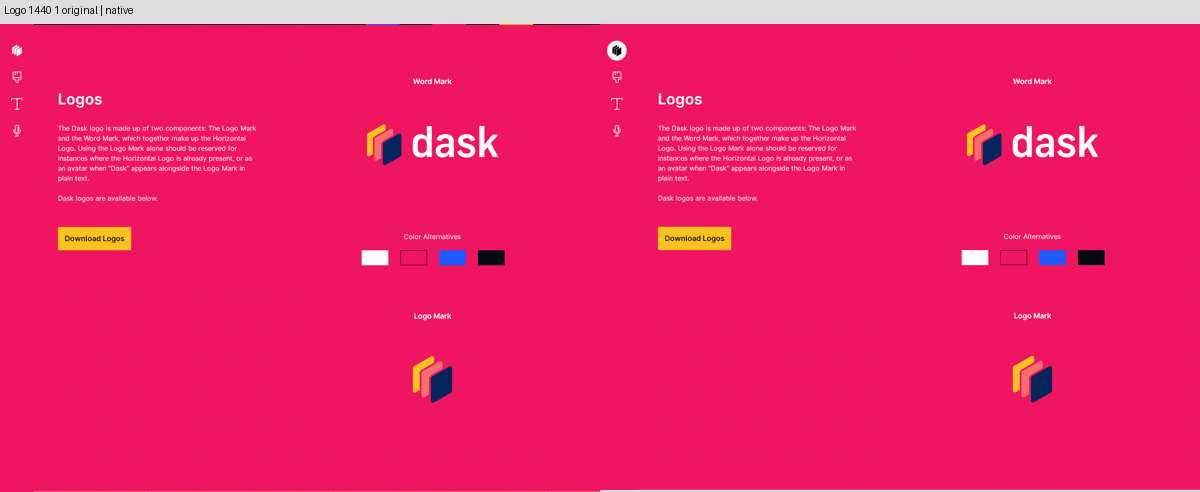 Logo 1440 1 original | native
Logos
The Dask logo is made up of two components: The Logo Mark
and the Word Mark, which together make up the Horizontal
Logo. Using the Logo Mark alone should be reserved for
instances where the Horizontal Logo is already present, or as
an avatar when "Dask" appears alongside the Logo Mark in
plain text.
Dask logos are available below.
Download Logos
Word Mark
dask
Color Alternatives
Logo Mark
Logos
The Dask logo is made up of two components: The Logo Mark
and the Word Mark, which together make up the Horizontal
Logo. Using the Logo Mark alone should be reserved for
instances where the Horizontal Logo is already present, or as
an avatar when "Dask" appears alongside the Logo Mark in
plain text.
Dask logos are available below.
Download Logos
Word Mark
dask
Color Alternatives
Logo Mark